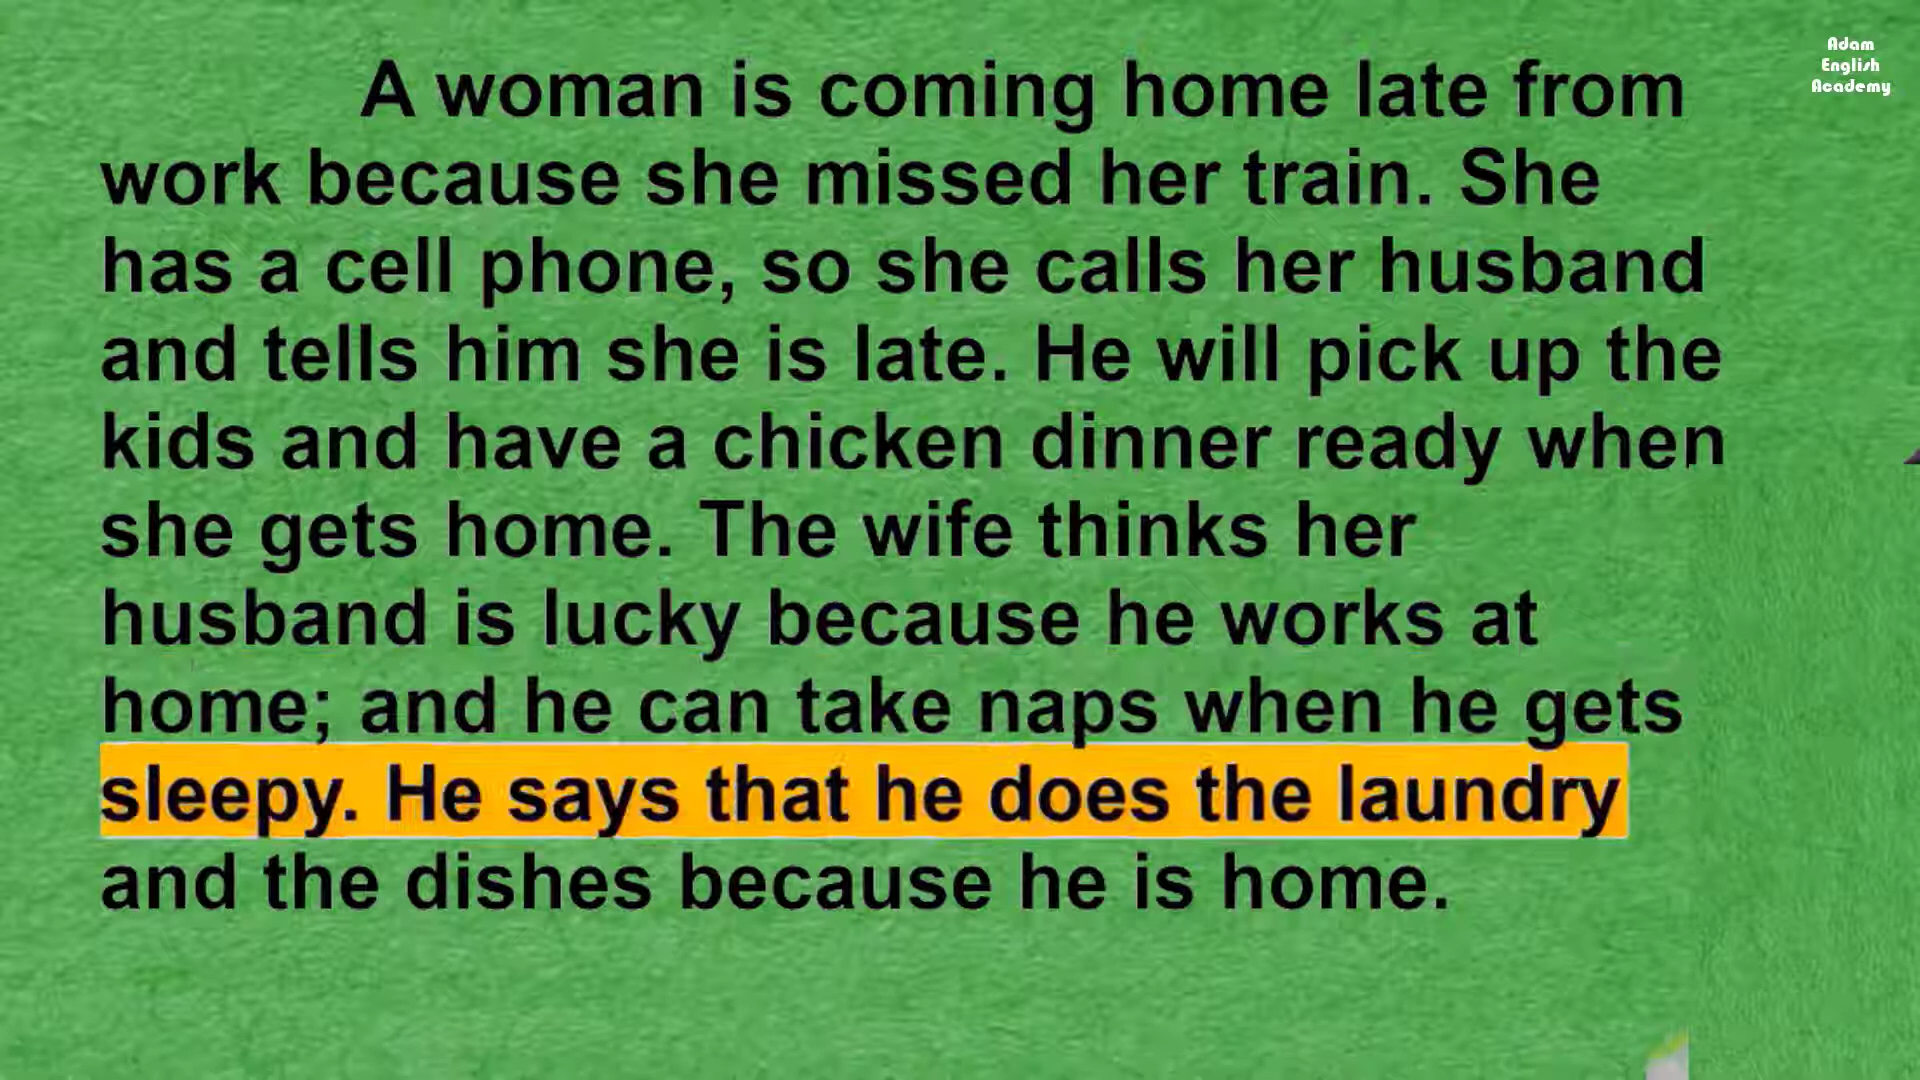 A woman is coming home late from
work because she missed her train. She
has a cell phone, so she calls her husband
and tells him she is late. He will pick up the
kids and have a chicken dinner ready when
she gets home. The wife thinks her
husband is lucky because he works at
home; and he can take naps when he gets
sleepy. He says that he does the laundry
and the dishes because he is home.
Adam
English
Academy